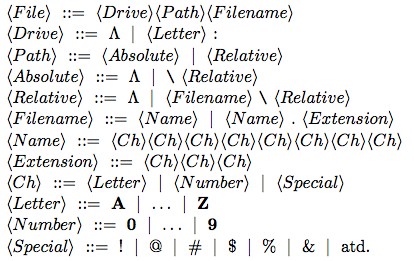 ⟨File⟩ ::= ⟨Drive⟩⟨Path⟩⟨Filename⟩
⟨Drive⟩ ::= Λ | ⟨Letter⟩ :
⟨Path⟩ ::= ⟨Absolute⟩ | ⟨Relative⟩
⟨Absolute⟩ ::= Λ | \ ⟨Relative⟩
⟨Relative⟩ ::= Λ | ⟨Filename⟩ \ ⟨Relative⟩
⟨Filename⟩ ::= ⟨Name⟩ | ⟨Name⟩ . ⟨Extension⟩
⟨Name⟩ ::= ⟨Ch⟩⟨Ch⟩⟨Ch⟩⟨Ch⟩⟨Ch⟩⟨Ch⟩⟨Ch⟩⟨Ch⟩
⟨Extension⟩ ::= ⟨Ch⟩⟨Ch⟩⟨Ch⟩
⟨Ch⟩ ::= ⟨Letter⟩ | ⟨Number⟩ | ⟨Special⟩
⟨Letter⟩ ::= A | ... | Z
⟨Number⟩ ::= 0 | ... | 9
⟨Special⟩ ::= ! | @ | # | $ | % | & | atd.